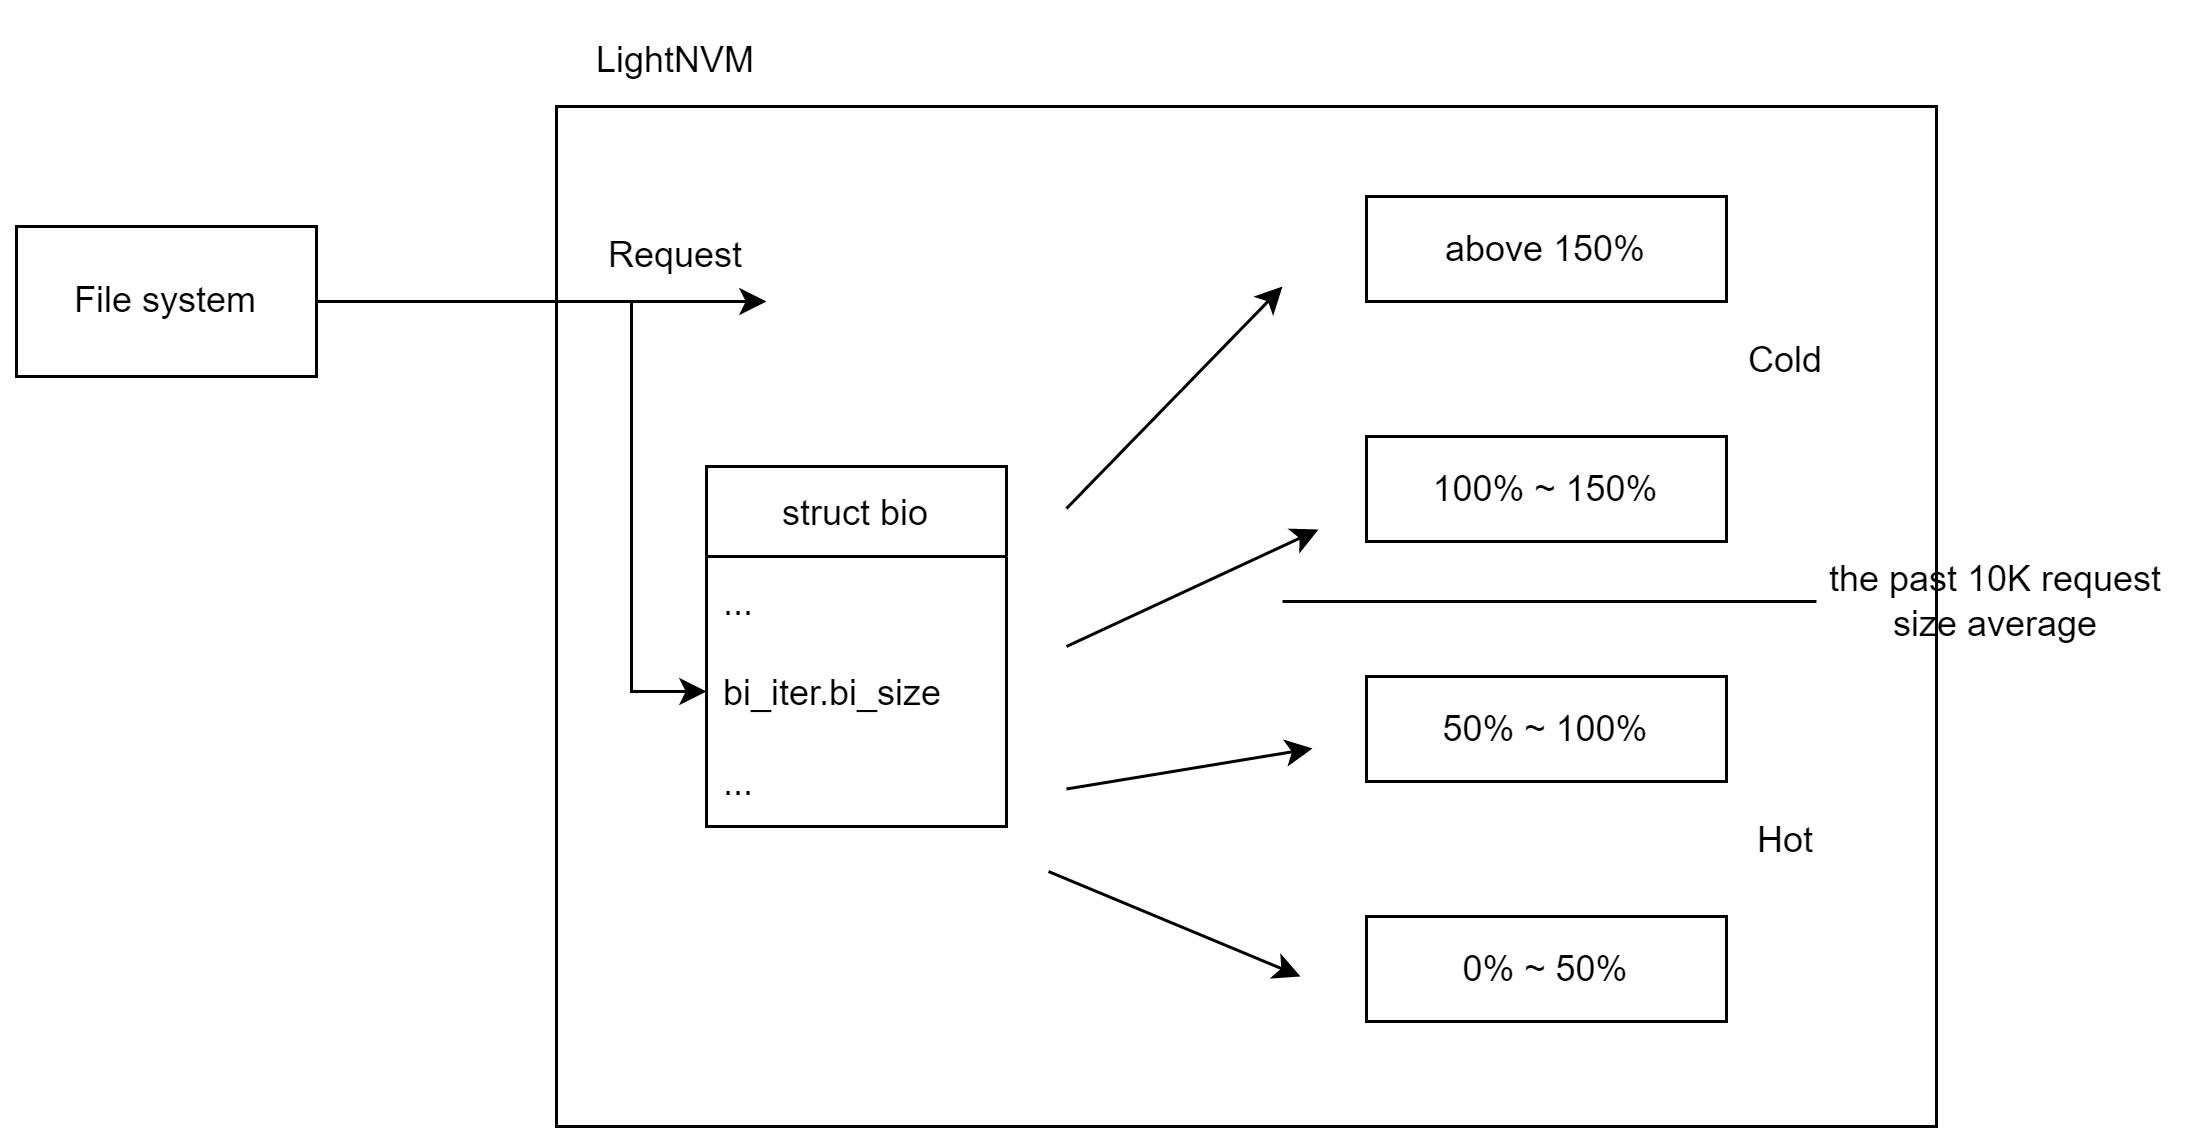 LightNVM
File system
Request
struct bio
...
bi_iter.bi_size
...
above 150%
Cold
100% ~ 150%
the past 10K request
size average
50% ~ 100%
Hot
0% ~ 50%